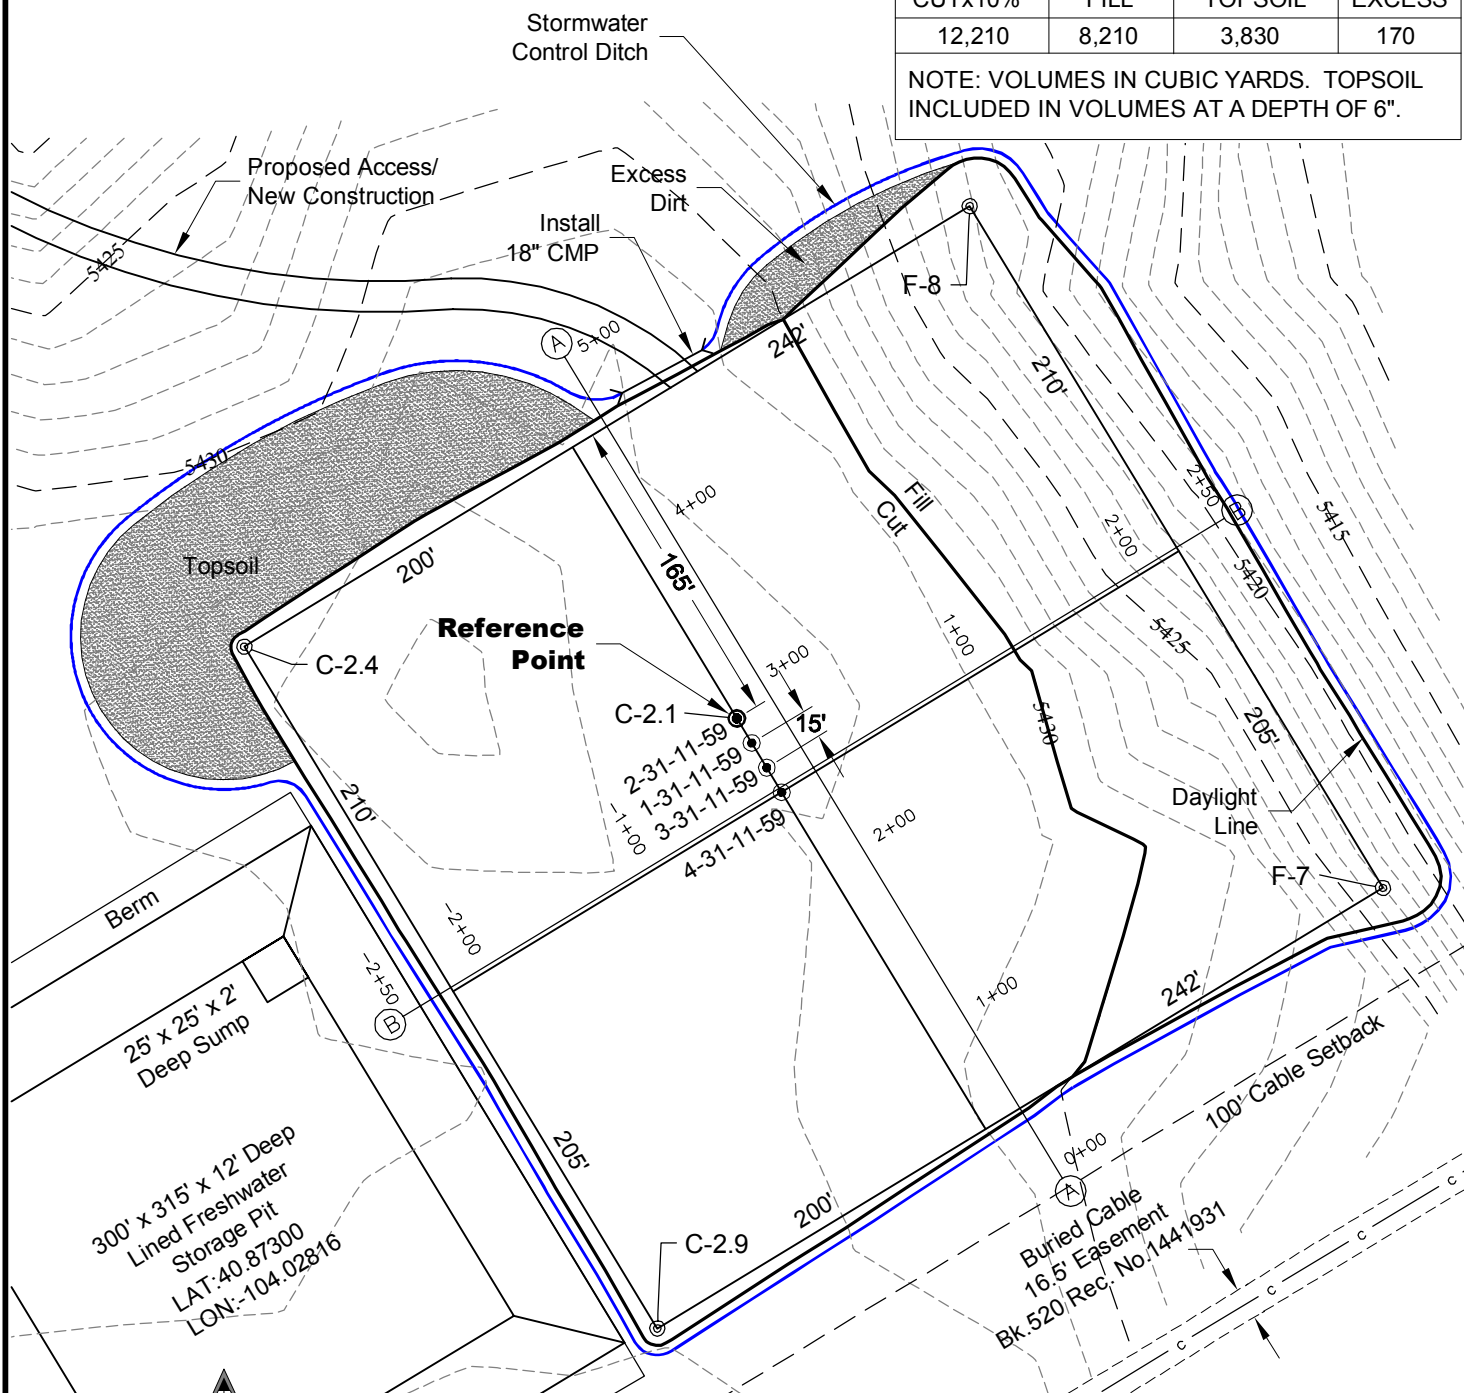 CUTx10% FILL TOPSOIL EXCESS
12,210 8,210 3,830 170
NOTE: VOLUMES IN CUBIC YARDS. TOPSOIL
INCLUDED IN VOLUMES AT A DEPTH OF 6".
Stormwater
Control Ditch
Proposed Access/
New Construction
Excess
Dirt
Install
18" CMP
5425
F-8
A
5+00
242'
210'
5430
4+00
Fill
Cut
2+50
B
5415
2+00
Topsoil
200'
165'
5420
Reference
Point
C-2.4
3+00
1+00
5425
C-2.1
15'
5430
205'
2-31-11-59
1-31-11-59
3-31-11-59
4-31-11-59
210'
-1+00
2+00
Daylight
Line
F-7
Berm
-2+00
-2+50
B
1+00
242'
25' x 25' x 2'
Deep Sump
100' Cable Setback
205'
0+00
A
300' x 315' x 12' Deep
Lined Freshwater
Storage Pit
LAT:40.87300
LON:-104.02816
200'
C-2.9
Buried Cable
16.5' Easement
Bk.520 Rec. No.1441931
c
c
c
c